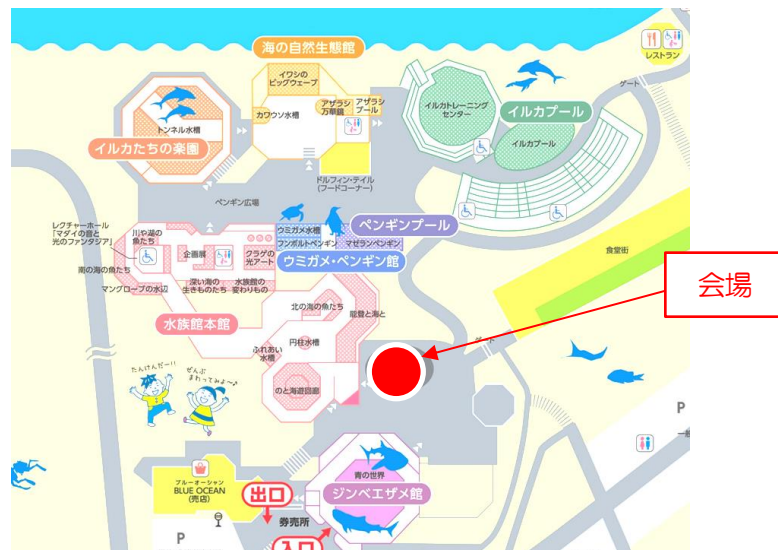 海の自然生態館
イワシの
ビッグウェーブ
カワウソ水槽
アザラシ
万華鏡
アザラシ
プール
トンネル水槽
イルカたちの楽園
ドルフィン・テイル
(フードコーナー)
イルカトレーニング
センター
イルカプール
イルカプール
ゲート
レストラン
ペンギン広場
レクチャーホール
「マダイの音と
光のファンタジア」
川や湖の
魚たち
企画展
クラゲの
光アート
ウミガメ水槽
フンボルトペンギン
マゼランペンギン
ペンギンプール
ウミガメ・ペンギン館
南の海の魚たち
マングローブの水辺
深い海の
生きものたち
水族館の
変わりもの
水族館本館
北の海の魚たち
能登と海と
円柱水槽
ふれあい
水槽
のと海遊回廊
食堂街
会場
ゲート
たんけんだー!!
ぜんぶ
まわってみよ〜♪
P
ブルーオーシャン
BLUE OCEAN
(売店)
出口
券売所
入口
青の世界
ジンベエザメ館
P